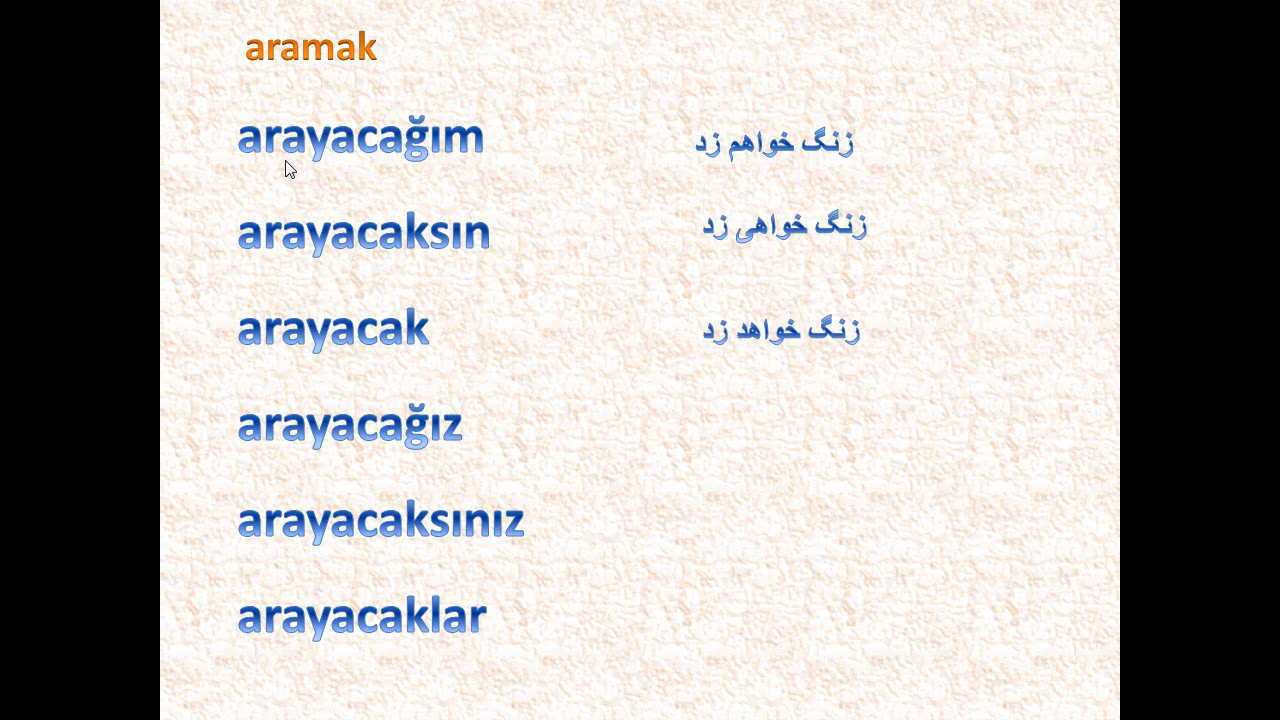 aramak
arayacağım زنگ خواهم زد
arayacaksın زنگ خواهی زد
arayacak زنگ خواهد زد
arayacağız
arayacaksınız
arayacaklar